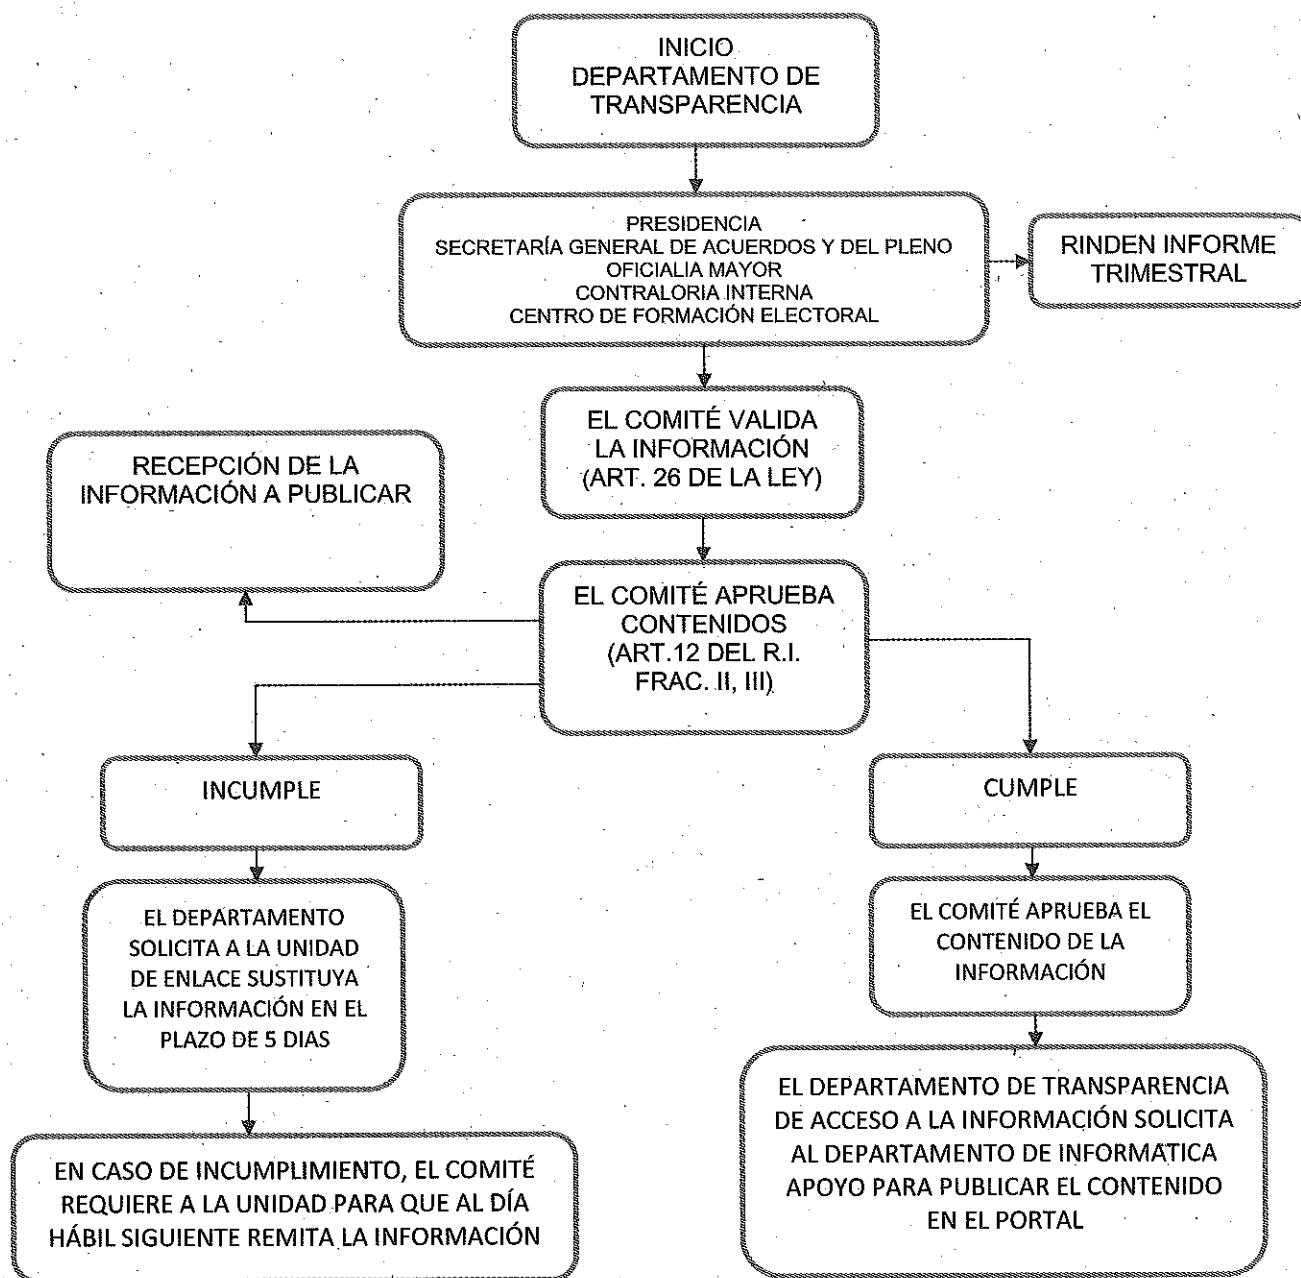 INICIO
DEPARTAMENTO DE
TRANSPARENCIA
PRESIDENCIA
SECRETARÍA GENERAL DE ACUERDOS Y DEL PLENO
OFICIALIA MAYOR
CONTRALORIA INTERNA
CENTRO DE FORMACIÓN ELECTORAL
RINDEN INFORME
TRIMESTRAL
EL COMITÉ VALIDA
LA INFORMACIÓN
(ART. 26 DE LA LEY)
RECEPCIÓN DE LA
INFORMACIÓN A PUBLICAR
EL COMITÉ APRUEBA
CONTENIDOS
(ART.12 DEL R.I.
FRAC. II, III)
INCUMPLE
CUMPLE
EL DEPARTAMENTO
SOLICITA A LA UNIDAD
DE ENLACE SUSTITUYA
LA INFORMACIÓN EN EL
PLAZO DE 5 DIAS
EL COMITÉ APRUEBA EL
CONTENIDO DE LA
INFORMACIÓN
EN CASO DE INCUMPLIMIENTO, EL COMITÉ
REQUIERE A LA UNIDAD PARA QUE AL DÍA
HÁBIL SIGUIENTE REMITA LA INFORMACIÓN
EL DEPARTAMENTO DE TRANSPARENCIA
DE ACCESO A LA INFORMACIÓN SOLICITA
AL DEPARTAMENTO DE INFORMATICA
APOYO PARA PUBLICAR EL CONTENIDO
EN EL PORTAL